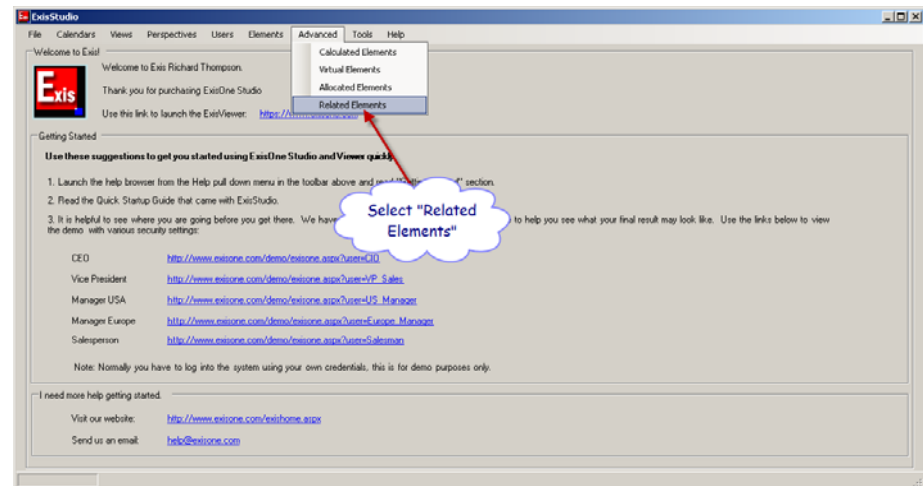 ExisStudio
File Calendars Views Perspectives Users Elements Advanced Tools Help
Calculated Elements
Virtual Elements
Allocated Elements
Related Elements
Welcome to Exis!
Exis
Welcome to Exis Richard Thompson.
Thank you for purchasing ExisOne Studio
Use this link to launch the ExisViewer:
Getting Started
Use these suggestions to get you started using ExisOne Studio and Viewer quickly
1. Launch the help browser from the Help pull down menu in the toolbar above and read section.
2. Read the Quick Startup Guide that came with ExisStudio.
3. It is helpful to see where you are going before you get there. We have to help you see what your final result may look like. Use the links below to view
the demo with various security settings:
Select "Related
Elements"
CEO http://www.exisone.com/demo/exisone.aspx?user=CIO
Vice President http://www.exisone.com/demo/exisone.aspx?user=VP_Sales
Manager USA http://www.exisone.com/demo/exisone.aspx?user=US_Manager
Manager Europe http://www.exisone.com/demo/exisone.aspx?user=Europe_Manager
Salesperson http://www.exisone.com/demo/exisone.aspx?user=Salesman
Note: Normally you have to log into the system using your own credentials, this is for demo purposes only.
I need more help getting started.
Visit our website: http://www.exisone.com/exishome.aspx
Send us an email: help@exisone.com